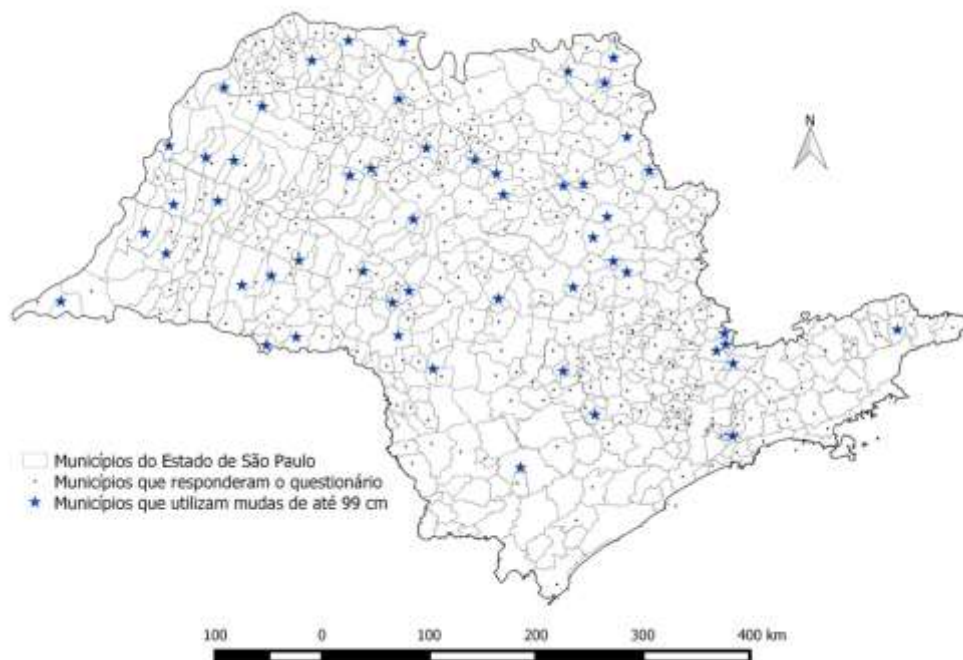 N
Municípios do Estado de São Paulo
Municípios que responderam o questionário
Municípios que utilizam mudas de até 99 cm
100 0 100 200 300 400 km